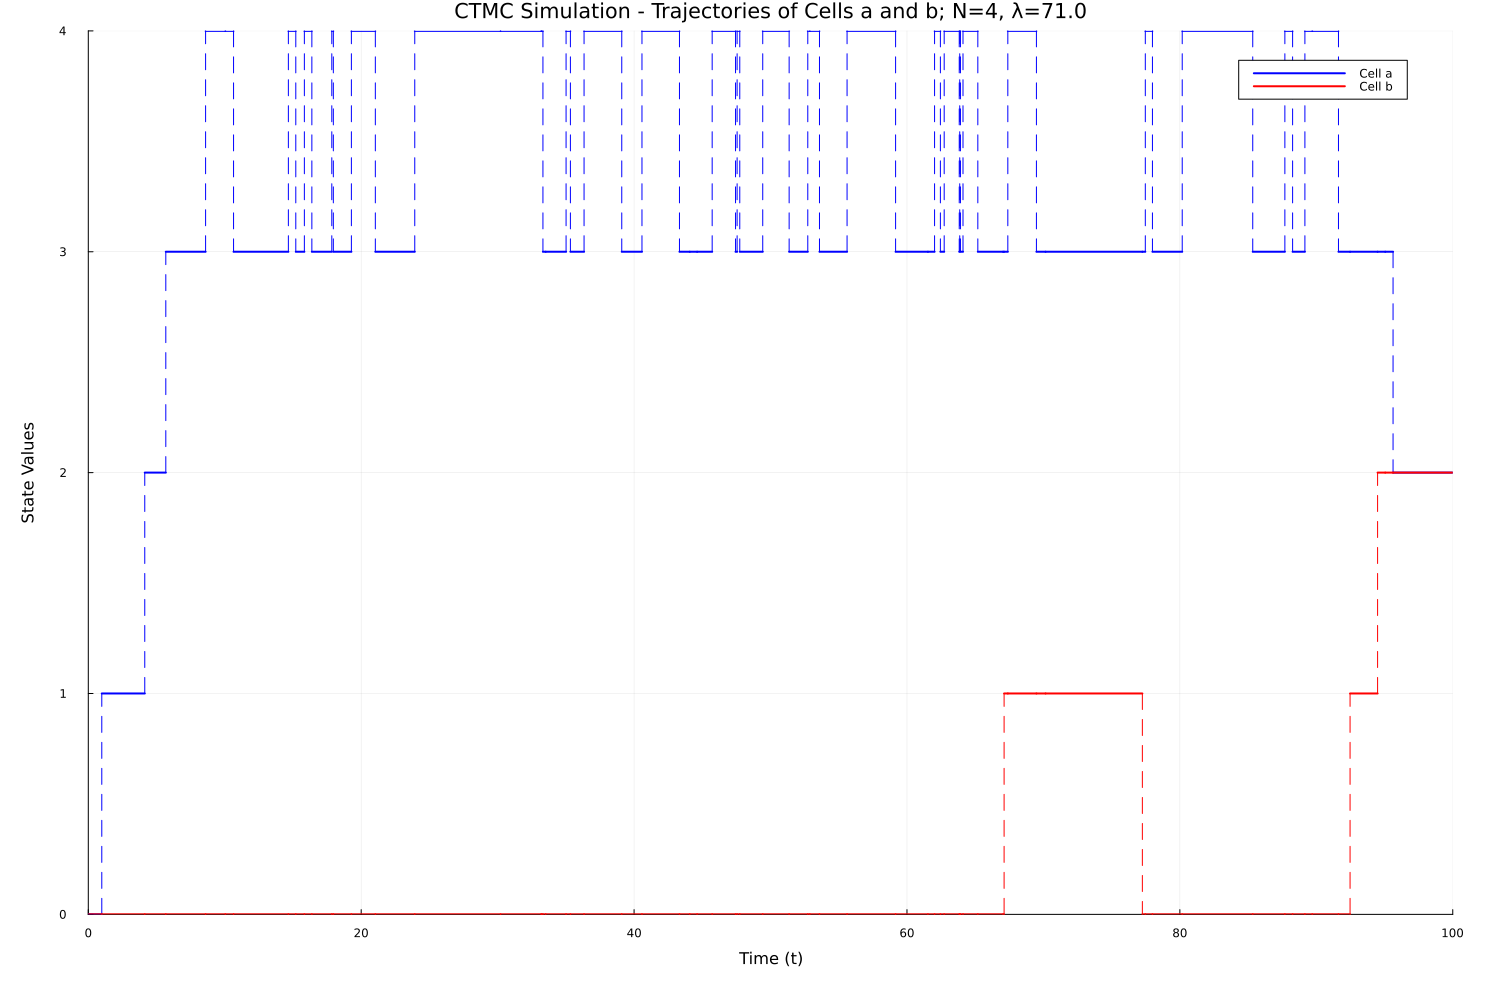 CTMC Simulation - Trajectories of Cells a and b; N=4, λ=71.0
4
Cell a
Cell b
3
State Values
2
1
0
0 20 40 60 80 100
Time (t)